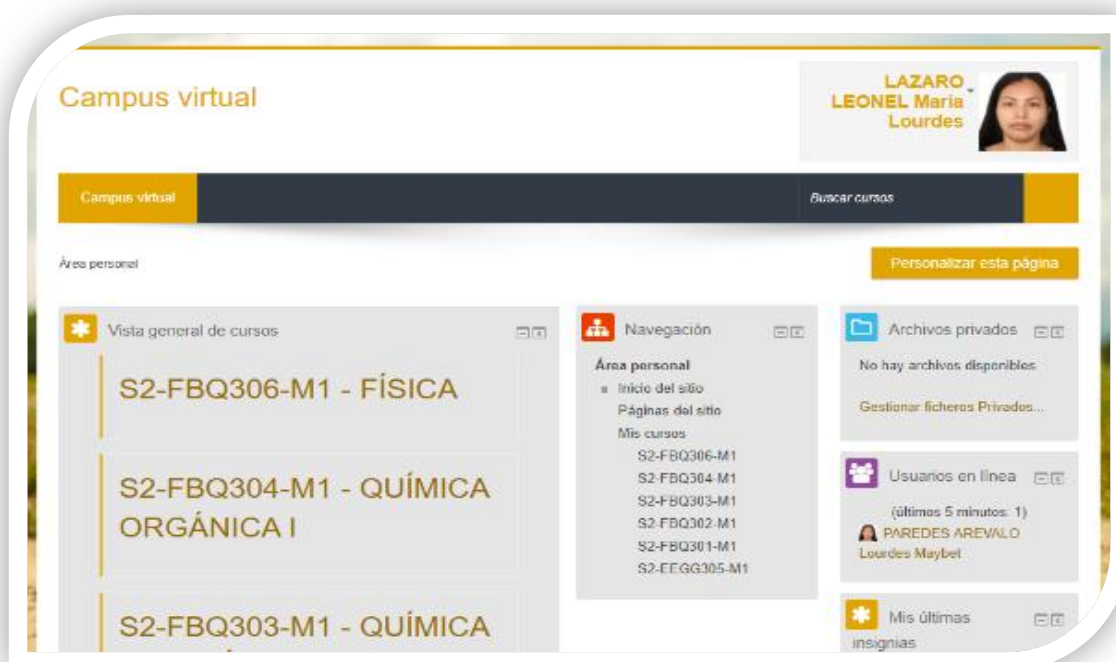 Campus virtual
LAZARO
LEONEL Maria
Lourdes
Campus virtual
Buscar cursos
Área personal
Personalizar esta página
Vista general de cursos
S2-FBQ306-M1 - FÍSICA
S2-FBQ304-M1 - QUÍMICA
ORGÁNICA I
S2-FBQ303-M1 - QUÍMICA
Navegación
Área personal
Inicio del sitio
Páginas del sitio
Mis cursos
S2-FBQ306-M1
S2-FBQ304-M1
S2-FBQ303-M1
S2-FBQ302-M1
S2-FBQ301-M1
S2-EEGG305-M1
Archivos privados
No hay archivos disponibles
Gestionar ficheros Privados...
Usuarios en línea
(últimos 5 minutos: 1)
PAREDES AREVALO
Lourdes Maybet
Mis últimas
insignias